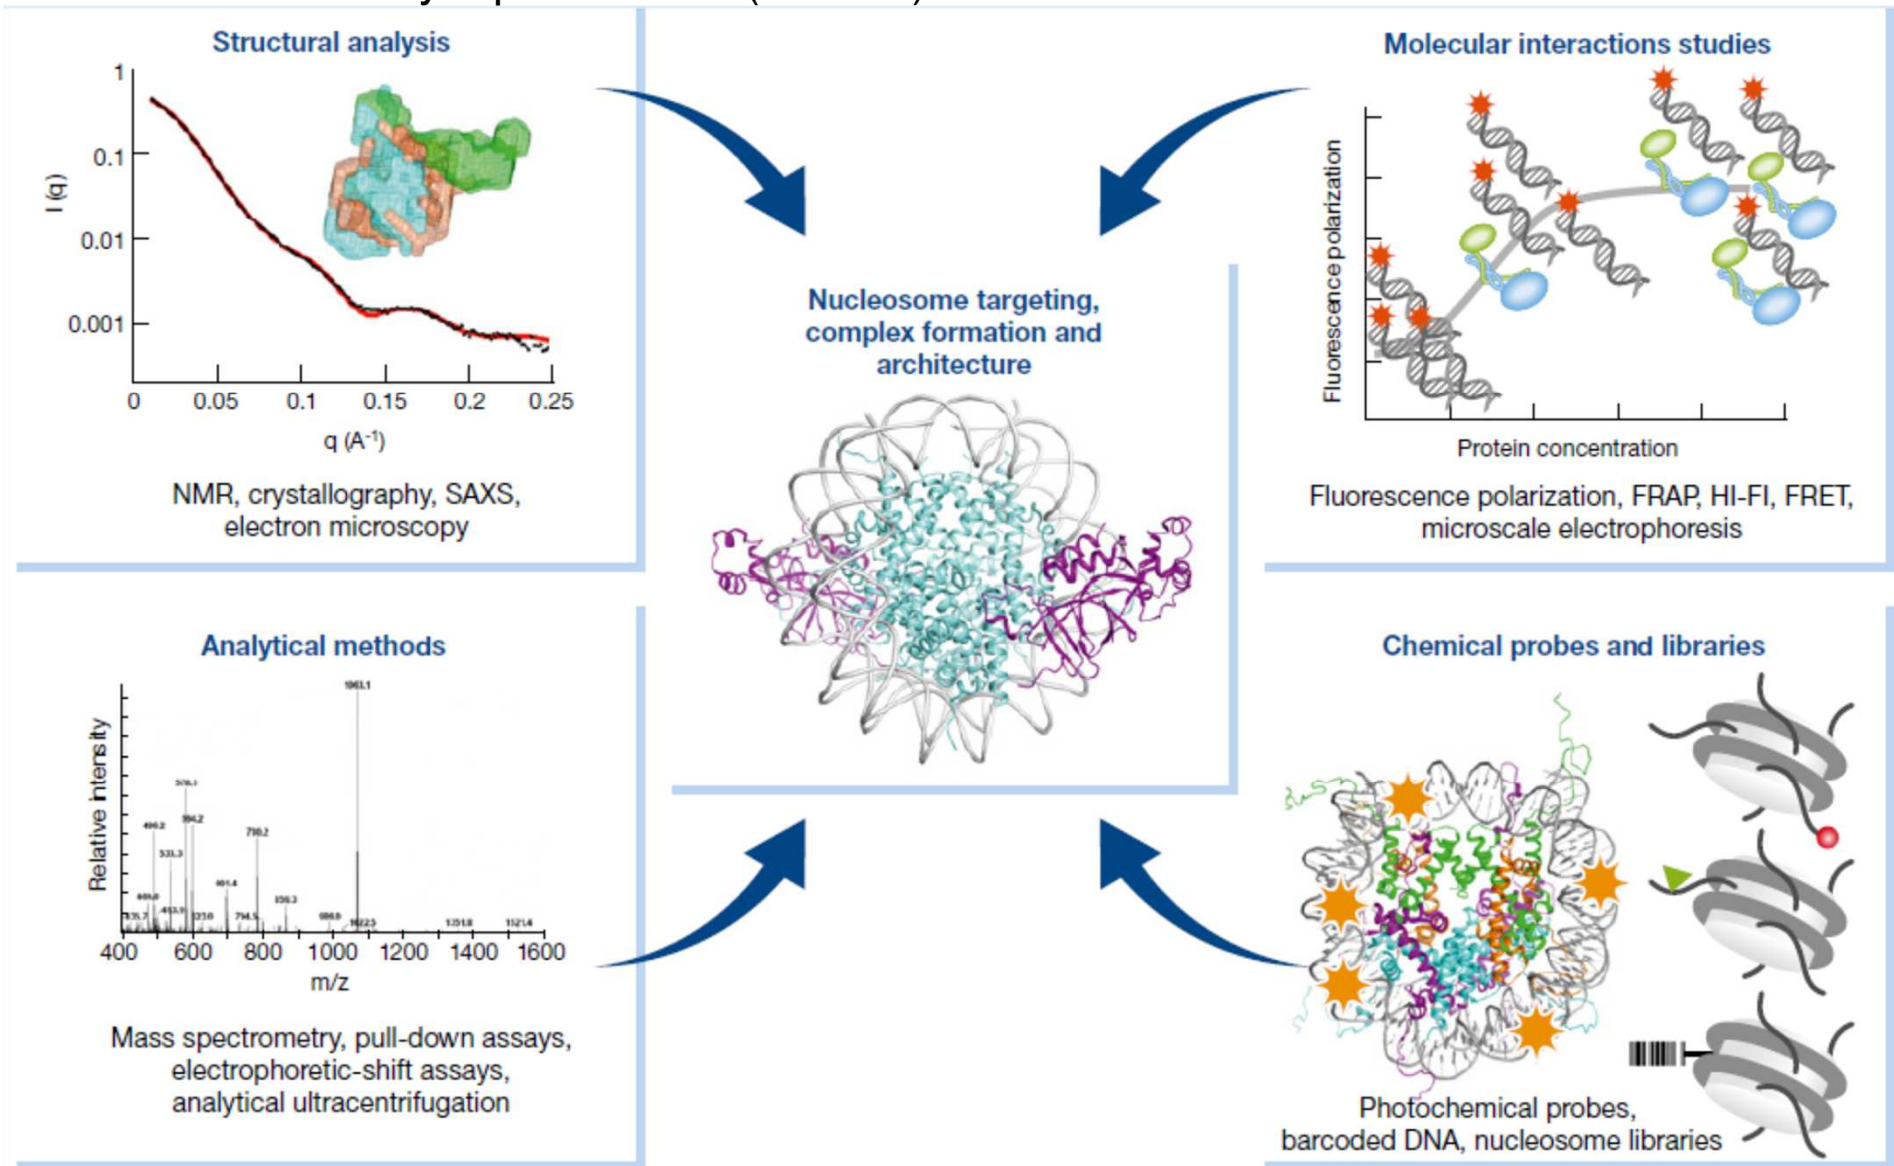 Structural analysis
1
0.1
0.01
0.001
I (q)
0 0.05 0.1 0.15 0.2 0.25
q (A-1)
NMR, crystallography, SAXS,
electron microscopy
Molecular interactions studies
Fluorescence polarization
Protein concentration
Fluorescence polarization, FRAP, HI-FI, FRET,
microscale electrophoresis
Nucleosome targeting,
complex formation and
architecture
Analytical methods
Relative intensity
400 600 800 1000 1200 1400 1600
m/z
Mass spectrometry, pull-down assays,
electrophoretic-shift assays,
analytical ultracentrifugation
Chemical probes and libraries
Photochemical probes,
barcoded DNA, nucleosome libraries